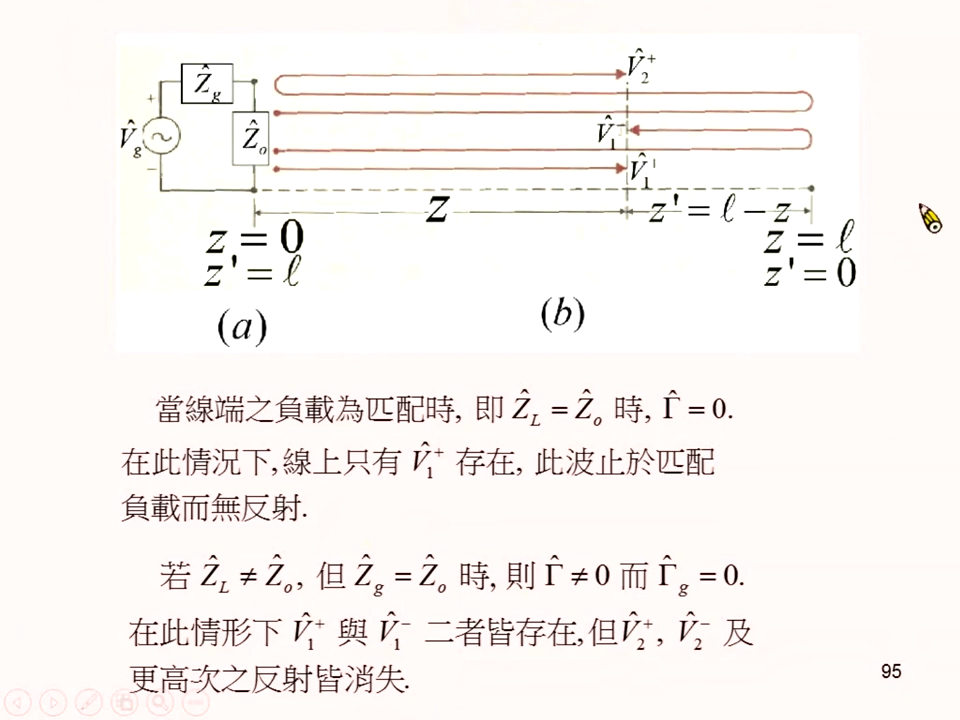 Ẑg
V̂2+
V̂g
+
~
−
Ẑo
V̂1−
V̂1+
z
z' = ℓ − z
z = 0
z = ℓ
z' = ℓ
z' = 0
(a)
(b)
當線端之負載為匹配時, 即 ẐL = Ẑo 時, Γ̂ = 0.
在此情況下, 線上只有 V̂1+ 存在, 此波止於匹配
負載而無反射.
若 ẐL ≠ Ẑo, 但 Ẑg = Ẑo 時, 則 Γ̂ ≠ 0 而 Γ̂g = 0.
在此情形下 V̂1+ 與 V̂1− 二者皆存在, 但 V̂2+, V̂2− 及
更高次之反射皆消失.
95